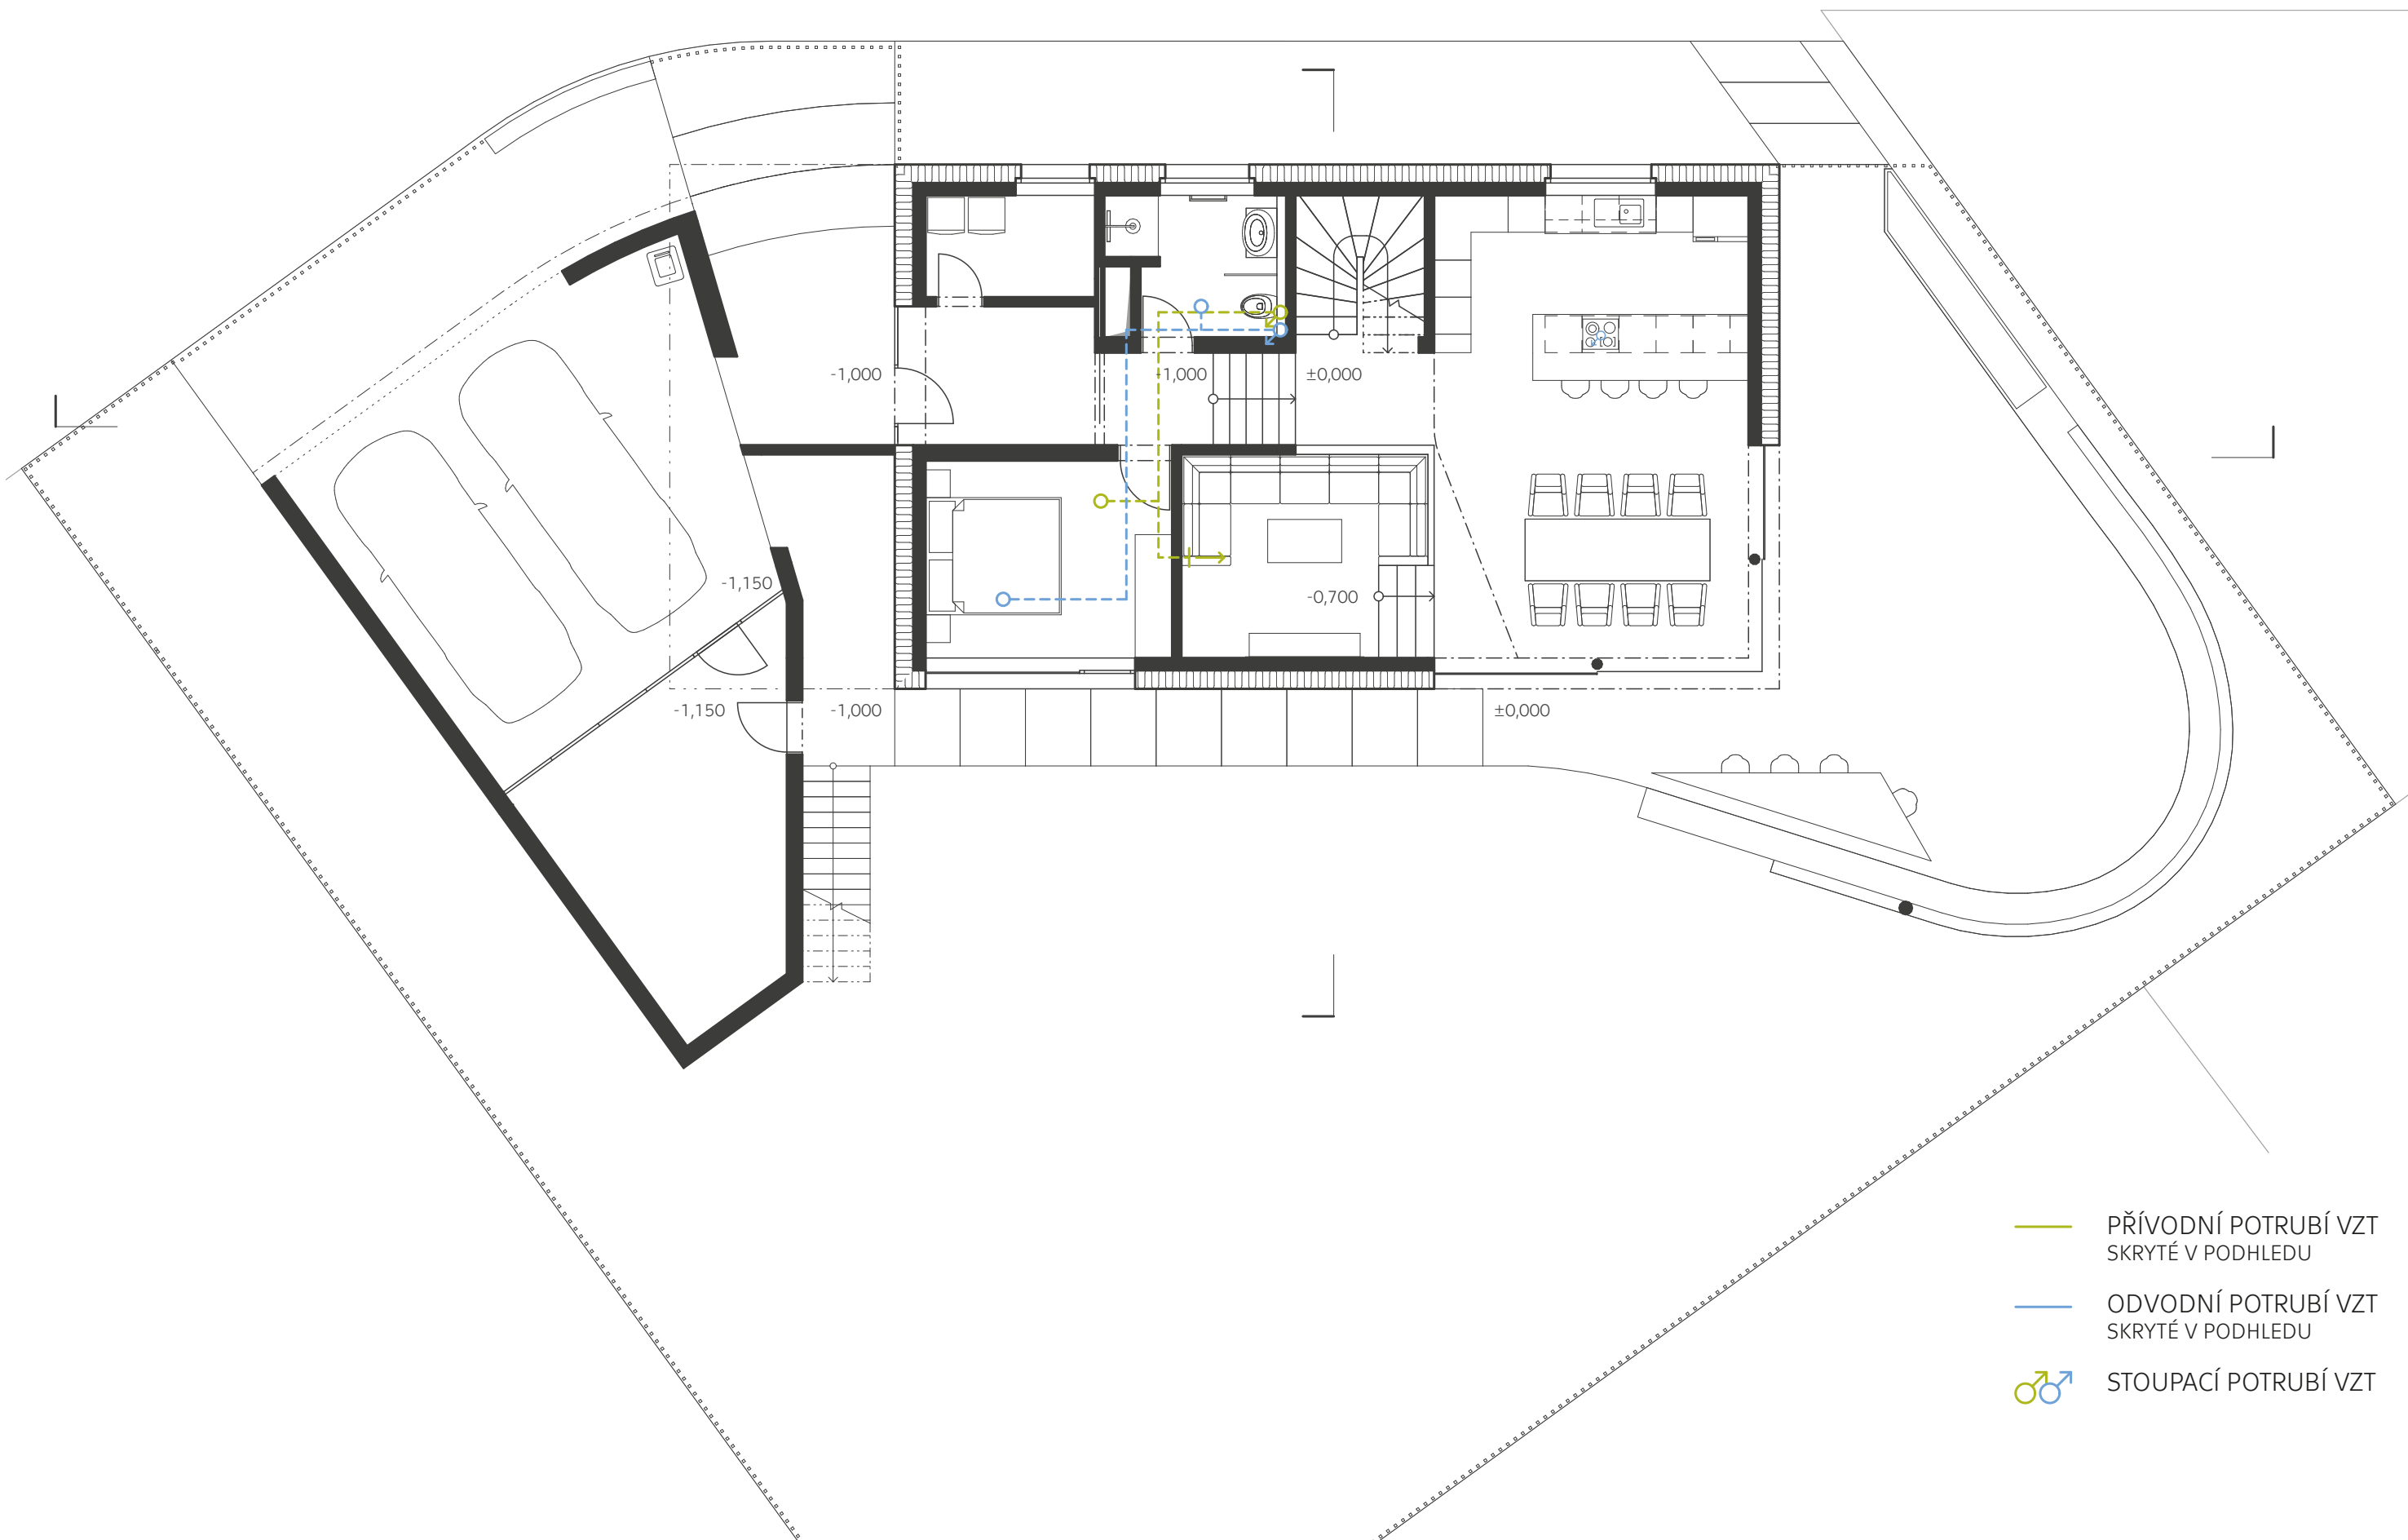 -1,000
-1,000
±0,000
-1,150
-0,700
-1,150
-1,000
±0,000
PŘÍVODNÍ POTRUBÍ VZT
SKRYTÉ V PODHLEDU
ODVODNÍ POTRUBÍ VZT
SKRYTÉ V PODHLEDU
STOUPACÍ POTRUBÍ VZT